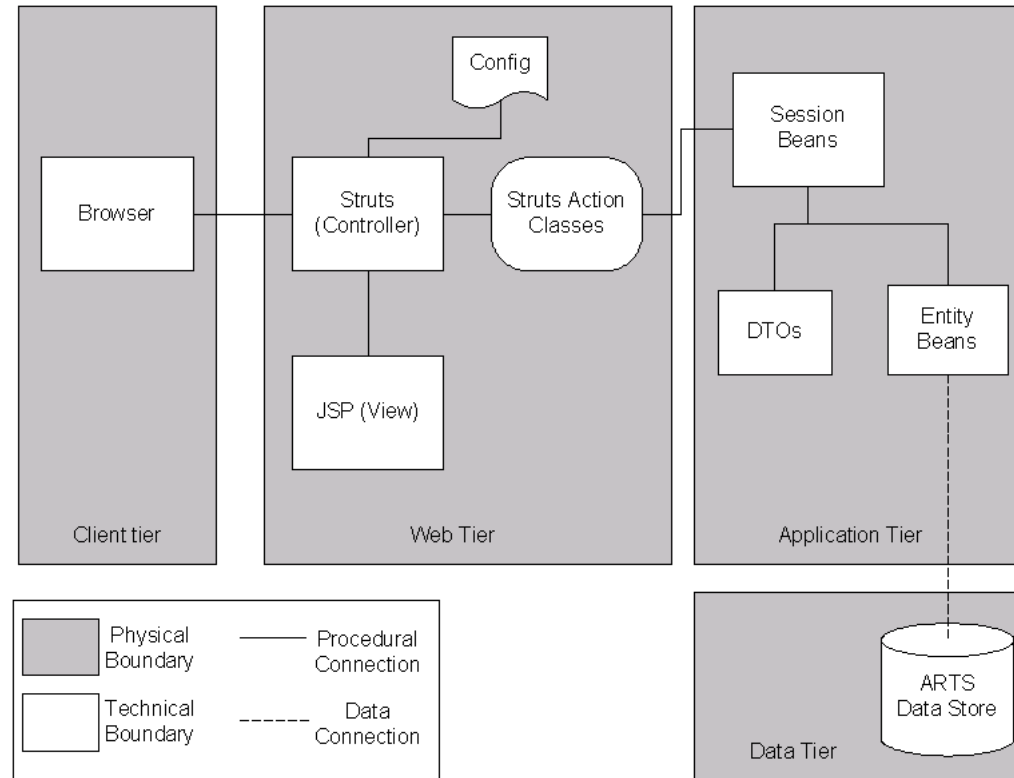 Config
Session
Beans
Browser
Struts
(Controller)
Struts Action
Classes
DTOs
Entity
Beans
JSP (View)
Client tier
Web Tier
Application Tier
Physical
Boundary
Procedural
Connection
Technical
Boundary
Data
Connection
ARTS
Data Store
Data Tier